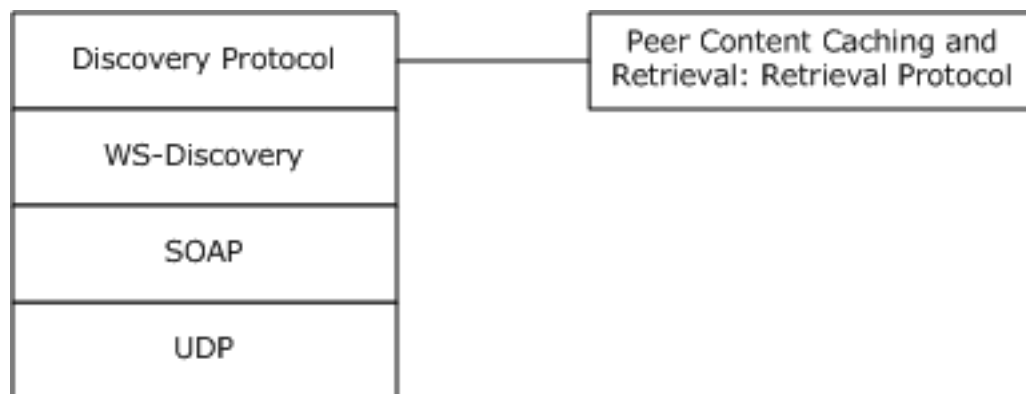 Discovery Protocol
Peer Content Caching and
Retrieval: Retrieval Protocol
WS-Discovery
SOAP
UDP